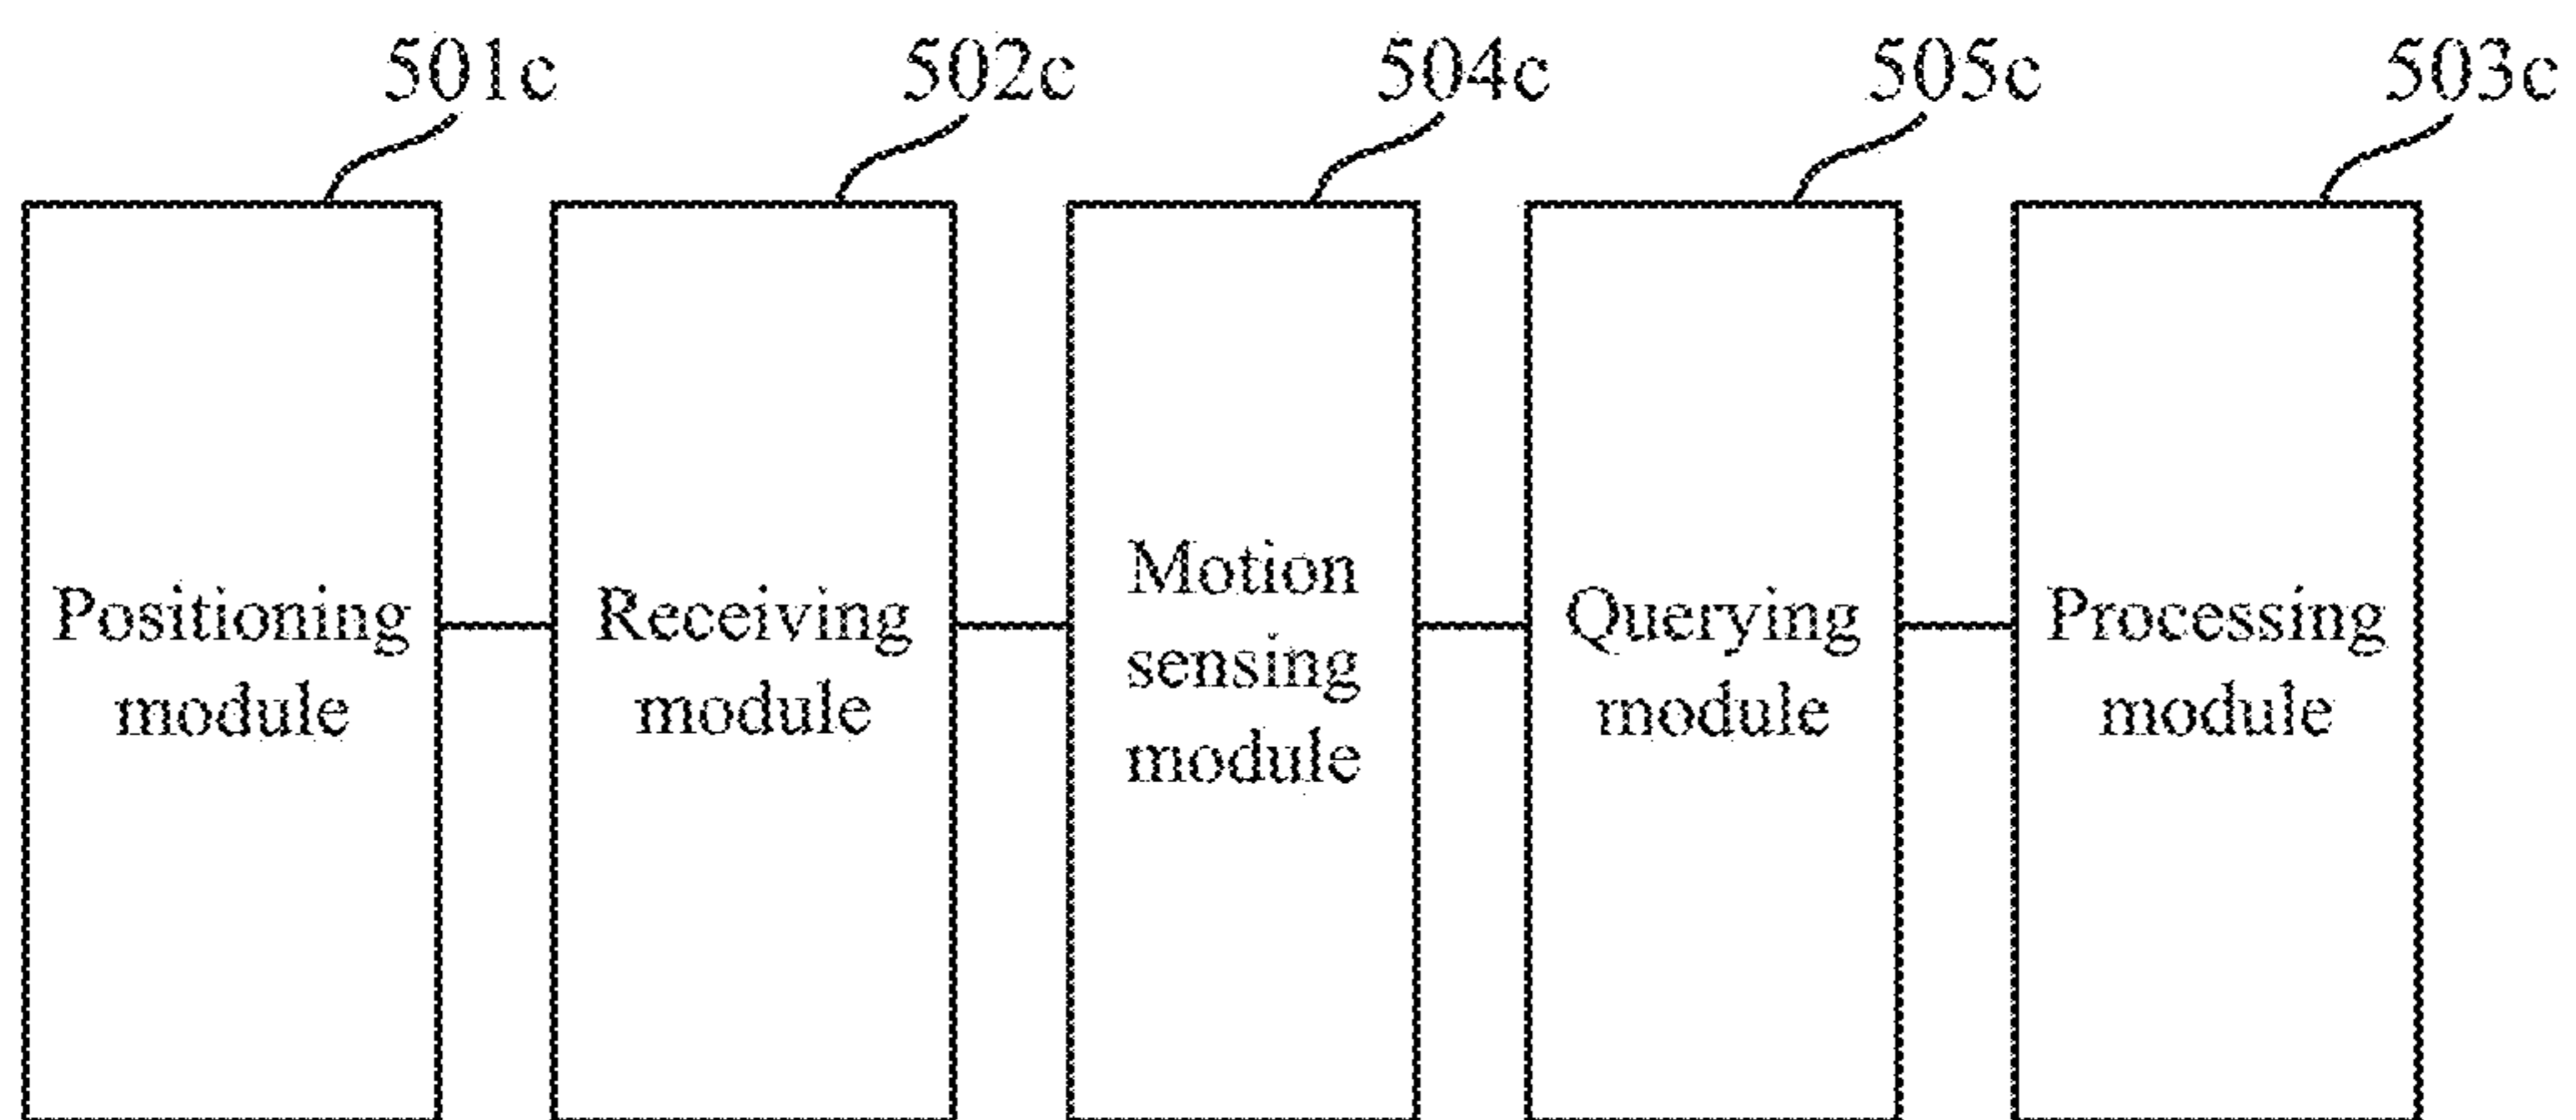 501c
502c
504c
505c
503c
Positioning
module
Receiving
module
Motion
sensing
module
Querying
module
Processing
module